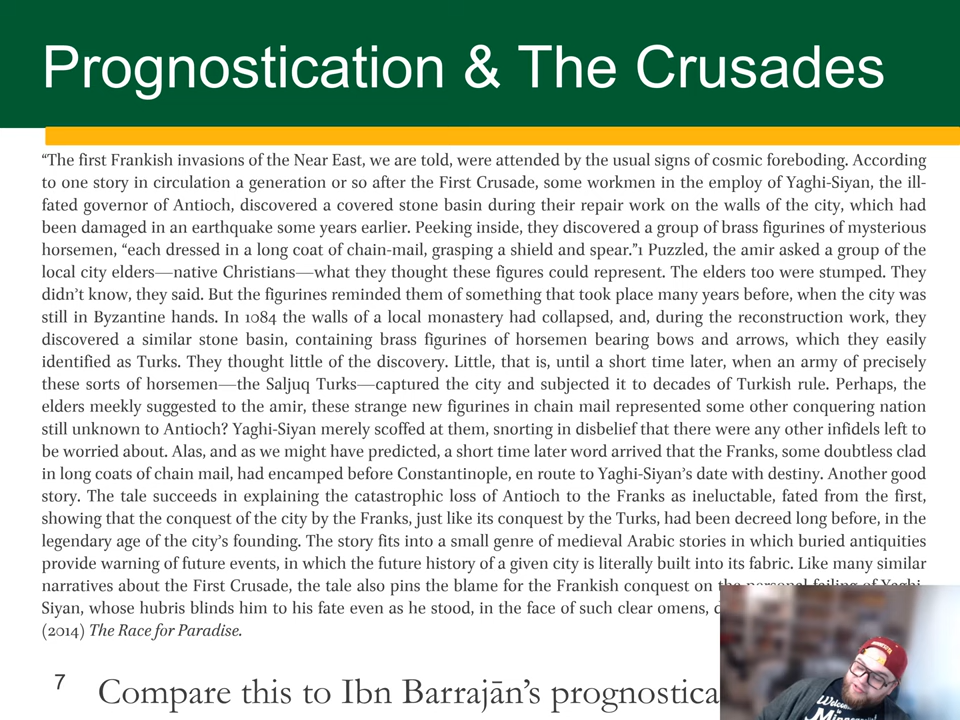 Prognostication & The Crusades
“The first Frankish invasions of the Near East, we are told, were attended by the usual signs of cosmic foreboding. According
to one story in circulation a generation or so after the First Crusade, some workmen in the employ of Yaghi-Siyan, the ill-
fated governor of Antioch, discovered a covered stone basin during their repair work on the walls of the city, which had
been damaged in an earthquake some years earlier. Peeking inside, they discovered a group of brass figurines of mysterious
horsemen, “each dressed in a long coat of chain-mail, grasping a shield and spear.”1 Puzzled, the amir asked a group of the
local city elders—native Christians—what they thought these figures could represent. The elders too were stumped. They
didn’t know, they said. But the figurines reminded them of something that took place many years before, when the city was
still in Byzantine hands. In 1084 the walls of a local monastery had collapsed, and, during the reconstruction work, they
discovered a similar stone basin, containing brass figurines of horsemen bearing bows and arrows, which they easily
identified as Turks. They thought little of the discovery. Little, that is, until a short time later, when an army of precisely
these sorts of horsemen—the Saljuq Turks—captured the city and subjected it to decades of Turkish rule. Perhaps, the
elders meekly suggested to the amir, these strange new figurines in chain mail represented some other conquering nation
still unknown to Antioch? Yaghi-Siyan merely scoffed at them, snorting in disbelief that there were any other infidels left to
be worried about. Alas, and as we might have predicted, a short time later word arrived that the Franks, some doubtless clad
in long coats of chain mail, had encamped before Constantinople, en route to Yaghi-Siyan’s date with destiny. Another good
story. The tale succeeds in explaining the catastrophic loss of Antioch to the Franks as ineluctable, fated from the first,
showing that the conquest of the city by the Franks, just like its conquest by the Turks, had been decreed long before, in the
legendary age of the city’s founding. The story fits into a small genre of medieval Arabic stories in which buried antiquities
provide warning of future events, in which the future history of a given city is literally built into its fabric. Like many similar
narratives about the First Crusade, the tale also pins the blame for the Frankish conquest on the personal failing of Yaghi-
Siyan, whose hubris blinds him to his fate even as he stood, in the face of such clear omens,
(2014) The Race for Paradise.
7
Compare this to Ibn Barrajān’s
Welcome